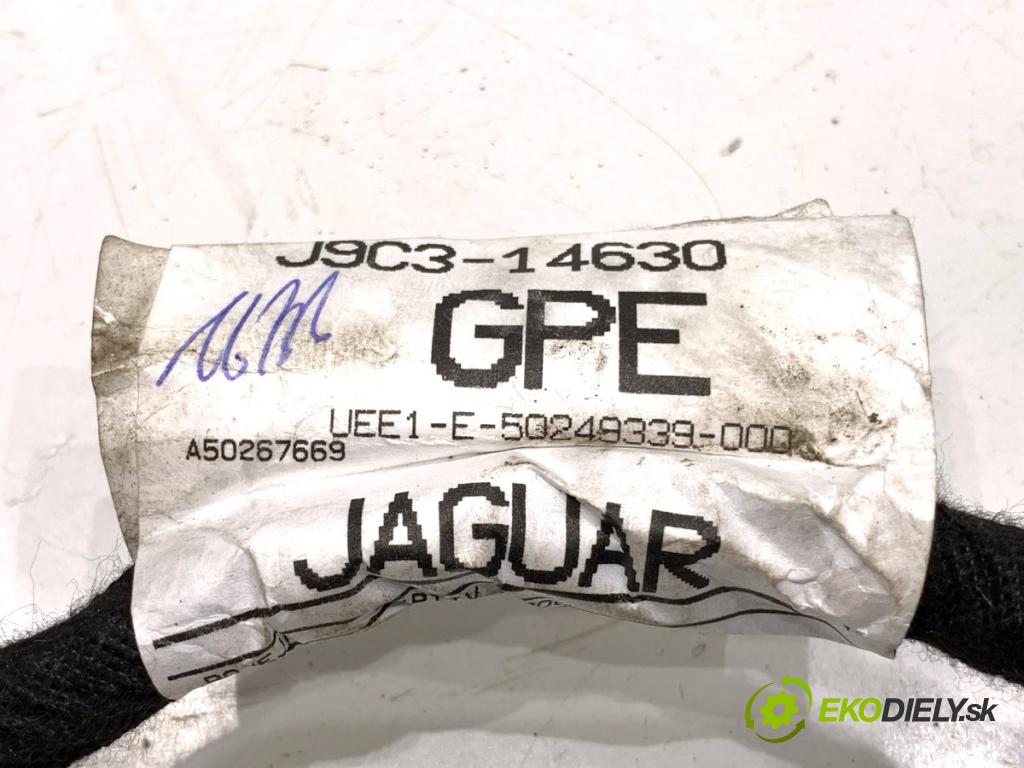 J9C3-14630
GPE
UEE1-E-50249339-000
A50267669
JAGUAR
EKODIELY.sk